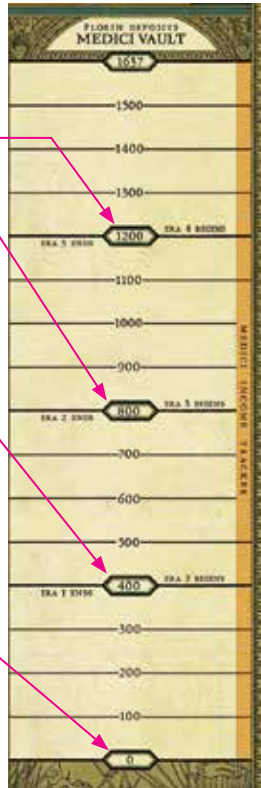 FLORIN DEPOSITS
MEDICI VAULT
1500
1400
1300
1200
ERA 4 BEGINS
ERA 3 ENDS
1100
1000
900
800
ERA 3 BEGINS
ERA 2 ENDS
700
600
500
400
ERA 2 BEGINS
ERA 1 ENDS
300
200
100
0
MEDICI INCOME TRACKER